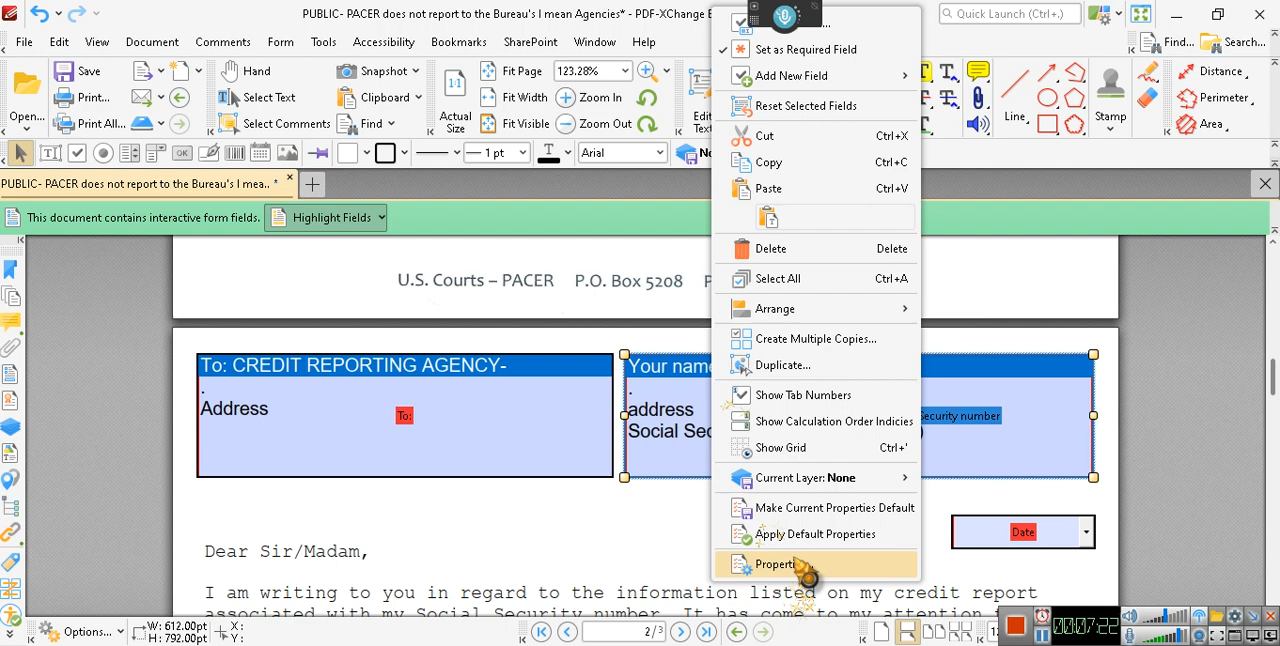 PUBLIC- PACER does not report to the Bureau's I mean Agencies* - PDF-XChange E
Quick Launch (Ctrl+.)
File Edit View Document Comments Form Tools Accessibility Bookmarks SharePoint Window Help
Find... Search...
Open...
Save
Print...
Print All...
Hand
Select Text
Select Comments
Snapshot
Clipboard
Find
Actual Size
Fit Page
Fit Width
Fit Visible
123.28%
Zoom In
Zoom Out
Edit Text
Line
Stamp
Distance
Perimeter
Area
1 pt
Arial
PUBLIC- PACER does not report to the Bureau's I mea.. *
This document contains interactive form fields.
Highlight Fields
Set as Required Field
Add New Field
Reset Selected Fields
Cut Ctrl+X
Copy Ctrl+C
Paste Ctrl+V
Delete Delete
Select All Ctrl+A
Arrange
Create Multiple Copies...
Duplicate...
Show Tab Numbers
Show Calculation Order Indicies
Show Grid Ctrl+'
Current Layer: None
Make Current Properties Default
Apply Default Properties
U.S. Courts – PACER P.O. Box 5208
To: CREDIT REPORTING AGENCY-
.
Address
To:
Your name
.
address
Social Sec
Security number
Date
Dear Sir/Madam,
I am writing to you in regard to the information listed on my credit report
associated with my Social Security number. It has come to my attention
Options...
W: 612.00pt
H: 792.00pt
X:
Y:
2 / 3
00:07:22